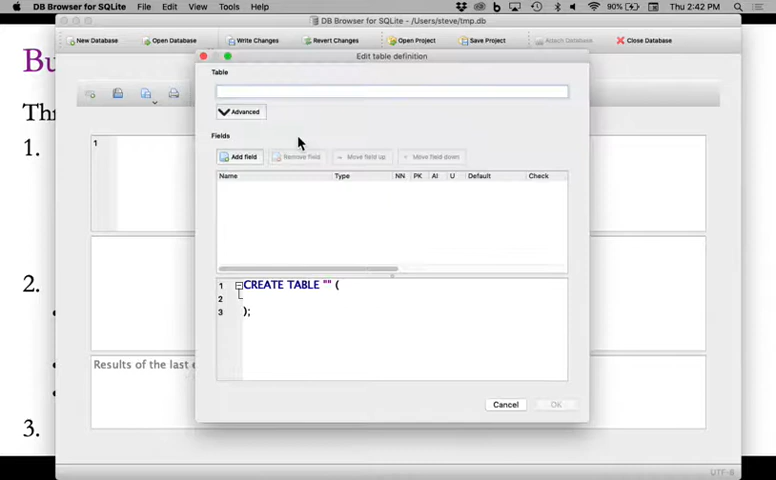 DB Browser for SQLite File Edit View Tools Help 90% Thu 2:42 PM
DB Browser for SQLite - /Users/steve/tmp.db
New Database Open Database Write Changes Revert Changes Open Project Save Project Attach Database Close Database
Bu
Th
1.
2.
3.
1
Results of the last
Edit table definition
Table
Advanced
Fields
Add field Remove field Move field up Move field down
Name Type NN PK AI U Default Check
1 CREATE TABLE "" (
2
3 );
Cancel OK
UTF-8